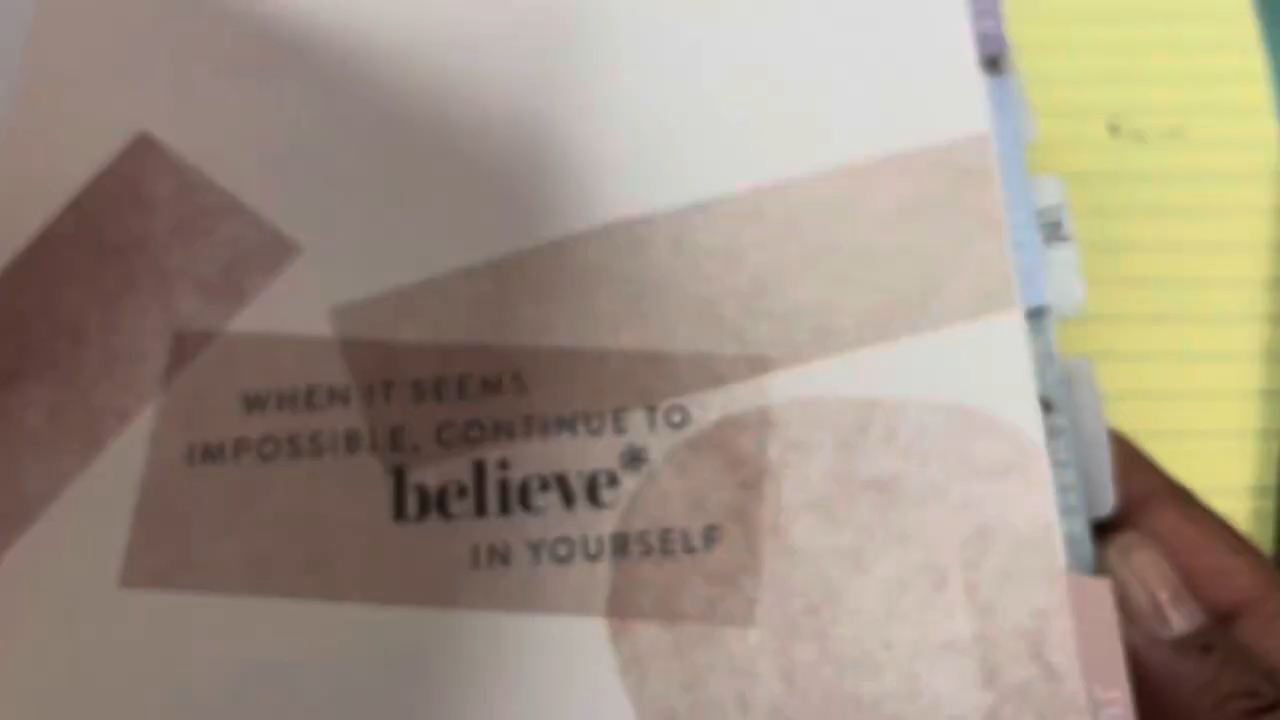 WHEN IT SEEMS
IMPOSSIBLE, CONTINUE TO
believe*
IN YOURSELF